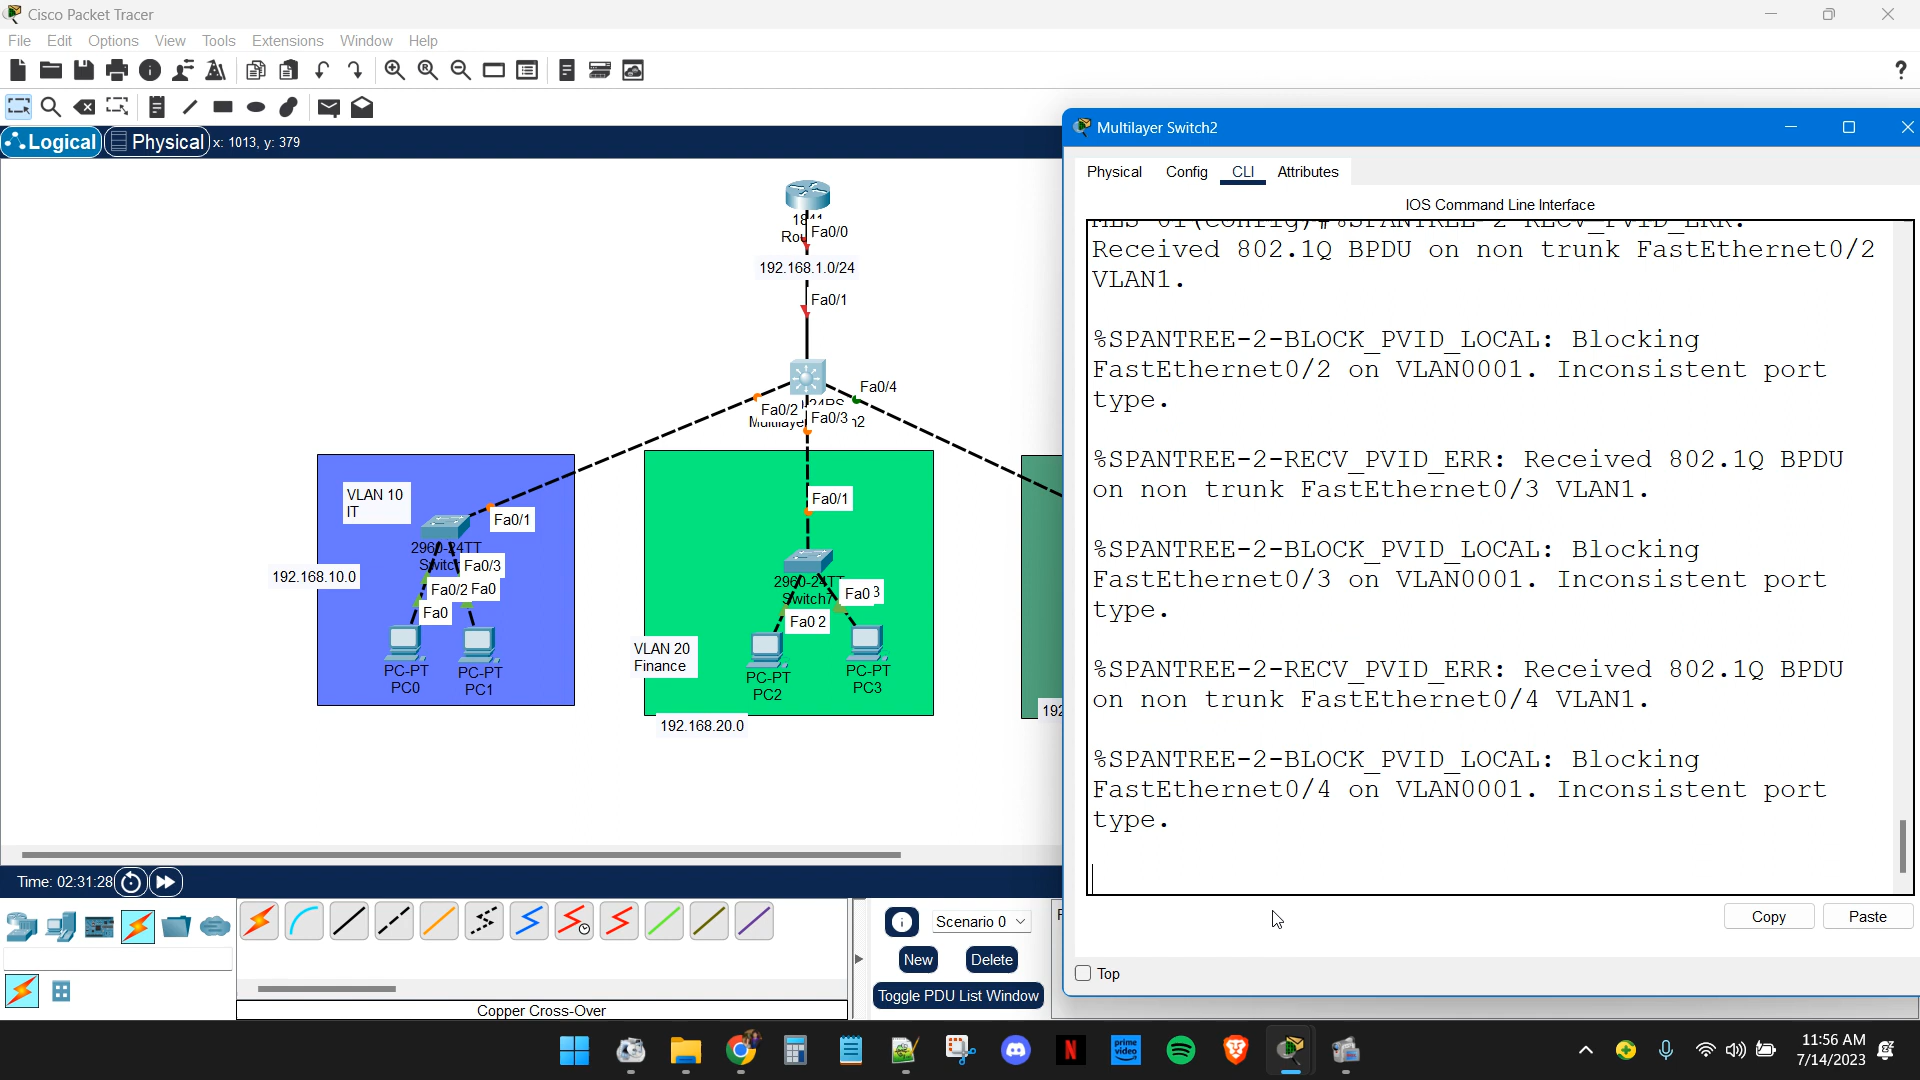 Cisco Packet Tracer
File Edit Options View Tools Extensions Window Help
Logical Physical x: 1013, y: 379
Fa0/0
192.168.1.0/24
Fa0/1
Fa0/4
Fa0/2
Fa0/3
VLAN 10
IT
Fa0/1
2960-24TT
Fa0/3
192.168.10.0
Fa0/2 Fa0
Fa0
PC-PT
PC0
PC-PT
PC1
Fa0/1
2960-24TT
Switch7
Fa0 3
Fa0 2
VLAN 20
Finance
PC-PT
PC2
PC-PT
PC3
192.168.20.0
192
Multilayer Switch2
Physical Config CLI Attributes
IOS Command Line Interface
Received 802.1Q BPDU on non trunk FastEthernet0/2
VLAN1.
%SPANTREE-2-BLOCK_PVID_LOCAL: Blocking
FastEthernet0/2 on VLAN0001. Inconsistent port
type.
%SPANTREE-2-RECV_PVID_ERR: Received 802.1Q BPDU
on non trunk FastEthernet0/3 VLAN1.
%SPANTREE-2-BLOCK_PVID_LOCAL: Blocking
FastEthernet0/3 on VLAN0001. Inconsistent port
type.
%SPANTREE-2-RECV_PVID_ERR: Received 802.1Q BPDU
on non trunk FastEthernet0/4 VLAN1.
%SPANTREE-2-BLOCK_PVID_LOCAL: Blocking
FastEthernet0/4 on VLAN0001. Inconsistent port
type.
Copy Paste
Top
Time: 02:31:28
Scenario 0
New Delete
Toggle PDU List Window
Copper Cross-Over
prime video
N
11:56 AM
7/14/2023